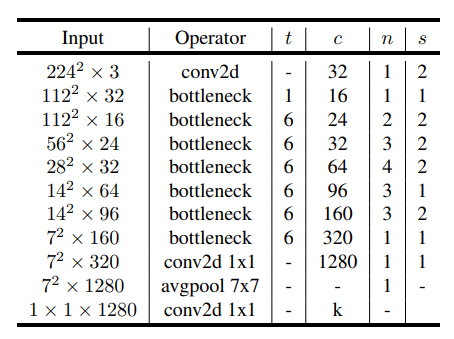 Input Operator t c n s
224² × 3 conv2d - 32 1 2
112² × 32 bottleneck 1 16 1 1
112² × 16 bottleneck 6 24 2 2
56² × 24 bottleneck 6 32 3 2
28² × 32 bottleneck 6 64 4 2
14² × 64 bottleneck 6 96 3 1
14² × 96 bottleneck 6 160 3 2
7² × 160 bottleneck 6 320 1 1
7² × 320 conv2d 1x1 - 1280 1 1
7² × 1280 avgpool 7x7 - - 1 -
1 × 1 × 1280 conv2d 1x1 - k -